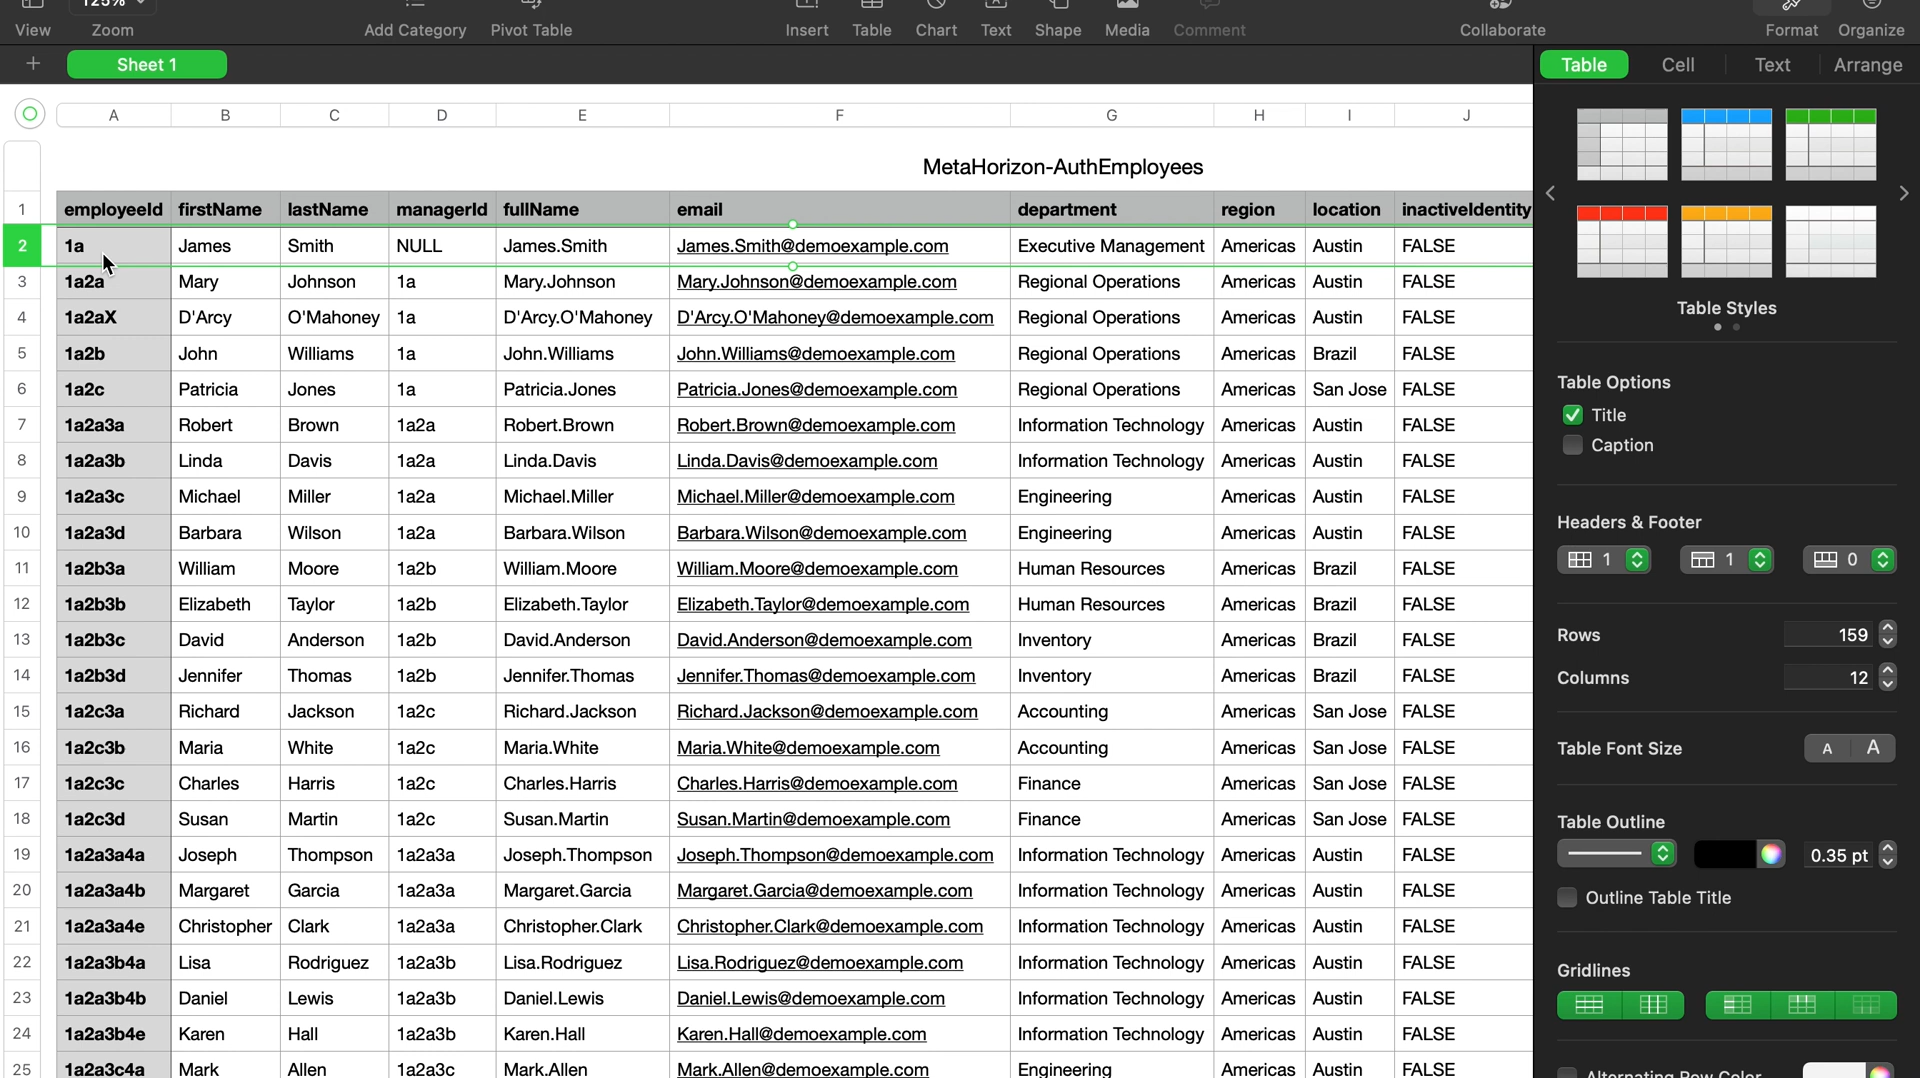 125%
View Zoom Add Category Pivot Table Insert Table Chart Text Shape Media Comment Collaborate Format Organize
+ Sheet 1 Table Cell Text Arrange
A B C D E F G H I J
MetaHorizon-AuthEmployees
1 employeeId firstName lastName managerId fullName email department region location inactiveIdentity
2 1a James Smith NULL James.Smith James.Smith@demoexample.com Executive Management Americas Austin FALSE
3 1a2a Mary Johnson 1a Mary.Johnson Mary.Johnson@demoexample.com Regional Operations Americas Austin FALSE
4 1a2aX D'Arcy O'Mahoney 1a D'Arcy.O'Mahoney D'Arcy.O'Mahoney@demoexample.com Regional Operations Americas Austin FALSE
5 1a2b John Williams 1a John.Williams John.Williams@demoexample.com Regional Operations Americas Brazil FALSE
6 1a2c Patricia Jones 1a Patricia.Jones Patricia.Jones@demoexample.com Regional Operations Americas San Jose FALSE
7 1a2a3a Robert Brown 1a2a Robert.Brown Robert.Brown@demoexample.com Information Technology Americas Austin FALSE
8 1a2a3b Linda Davis 1a2a Linda.Davis Linda.Davis@demoexample.com Information Technology Americas Austin FALSE
9 1a2a3c Michael Miller 1a2a Michael.Miller Michael.Miller@demoexample.com Engineering Americas Austin FALSE
10 1a2a3d Barbara Wilson 1a2a Barbara.Wilson Barbara.Wilson@demoexample.com Engineering Americas Austin FALSE
11 1a2b3a William Moore 1a2b William.Moore William.Moore@demoexample.com Human Resources Americas Brazil FALSE
12 1a2b3b Elizabeth Taylor 1a2b Elizabeth.Taylor Elizabeth.Taylor@demoexample.com Human Resources Americas Brazil FALSE
13 1a2b3c David Anderson 1a2b David.Anderson David.Anderson@demoexample.com Inventory Americas Brazil FALSE
14 1a2b3d Jennifer Thomas 1a2b Jennifer.Thomas Jennifer.Thomas@demoexample.com Inventory Americas Brazil FALSE
15 1a2c3a Richard Jackson 1a2c Richard.Jackson Richard.Jackson@demoexample.com Accounting Americas San Jose FALSE
16 1a2c3b Maria White 1a2c Maria.White Maria.White@demoexample.com Accounting Americas San Jose FALSE
17 1a2c3c Charles Harris 1a2c Charles.Harris Charles.Harris@demoexample.com Finance Americas San Jose FALSE
18 1a2c3d Susan Martin 1a2c Susan.Martin Susan.Martin@demoexample.com Finance Americas San Jose FALSE
19 1a2a3a4a Joseph Thompson 1a2a3a Joseph.Thompson Joseph.Thompson@demoexample.com Information Technology Americas Austin FALSE
20 1a2a3a4b Margaret Garcia 1a2a3a Margaret.Garcia Margaret.Garcia@demoexample.com Information Technology Americas Austin FALSE
21 1a2a3a4e Christopher Clark 1a2a3a Christopher.Clark Christopher.Clark@demoexample.com Information Technology Americas Austin FALSE
22 1a2a3b4a Lisa Rodriguez 1a2a3b Lisa.Rodriguez Lisa.Rodriguez@demoexample.com Information Technology Americas Austin FALSE
23 1a2a3b4b Daniel Lewis 1a2a3b Daniel.Lewis Daniel.Lewis@demoexample.com Information Technology Americas Austin FALSE
24 1a2a3b4e Karen Hall 1a2a3b Karen.Hall Karen.Hall@demoexample.com Information Technology Americas Austin FALSE
25 1a2a3c4a Mark Allen 1a2a3c Mark.Allen Mark.Allen@demoexample.com Engineering Americas Austin FALSE
Table Styles
Table Options
Title
Caption
Headers & Footer
1 1 0
Rows 159
Columns 12
Table Font Size A A
Table Outline
0.35 pt
Outline Table Title
Gridlines
Alternating Row Color